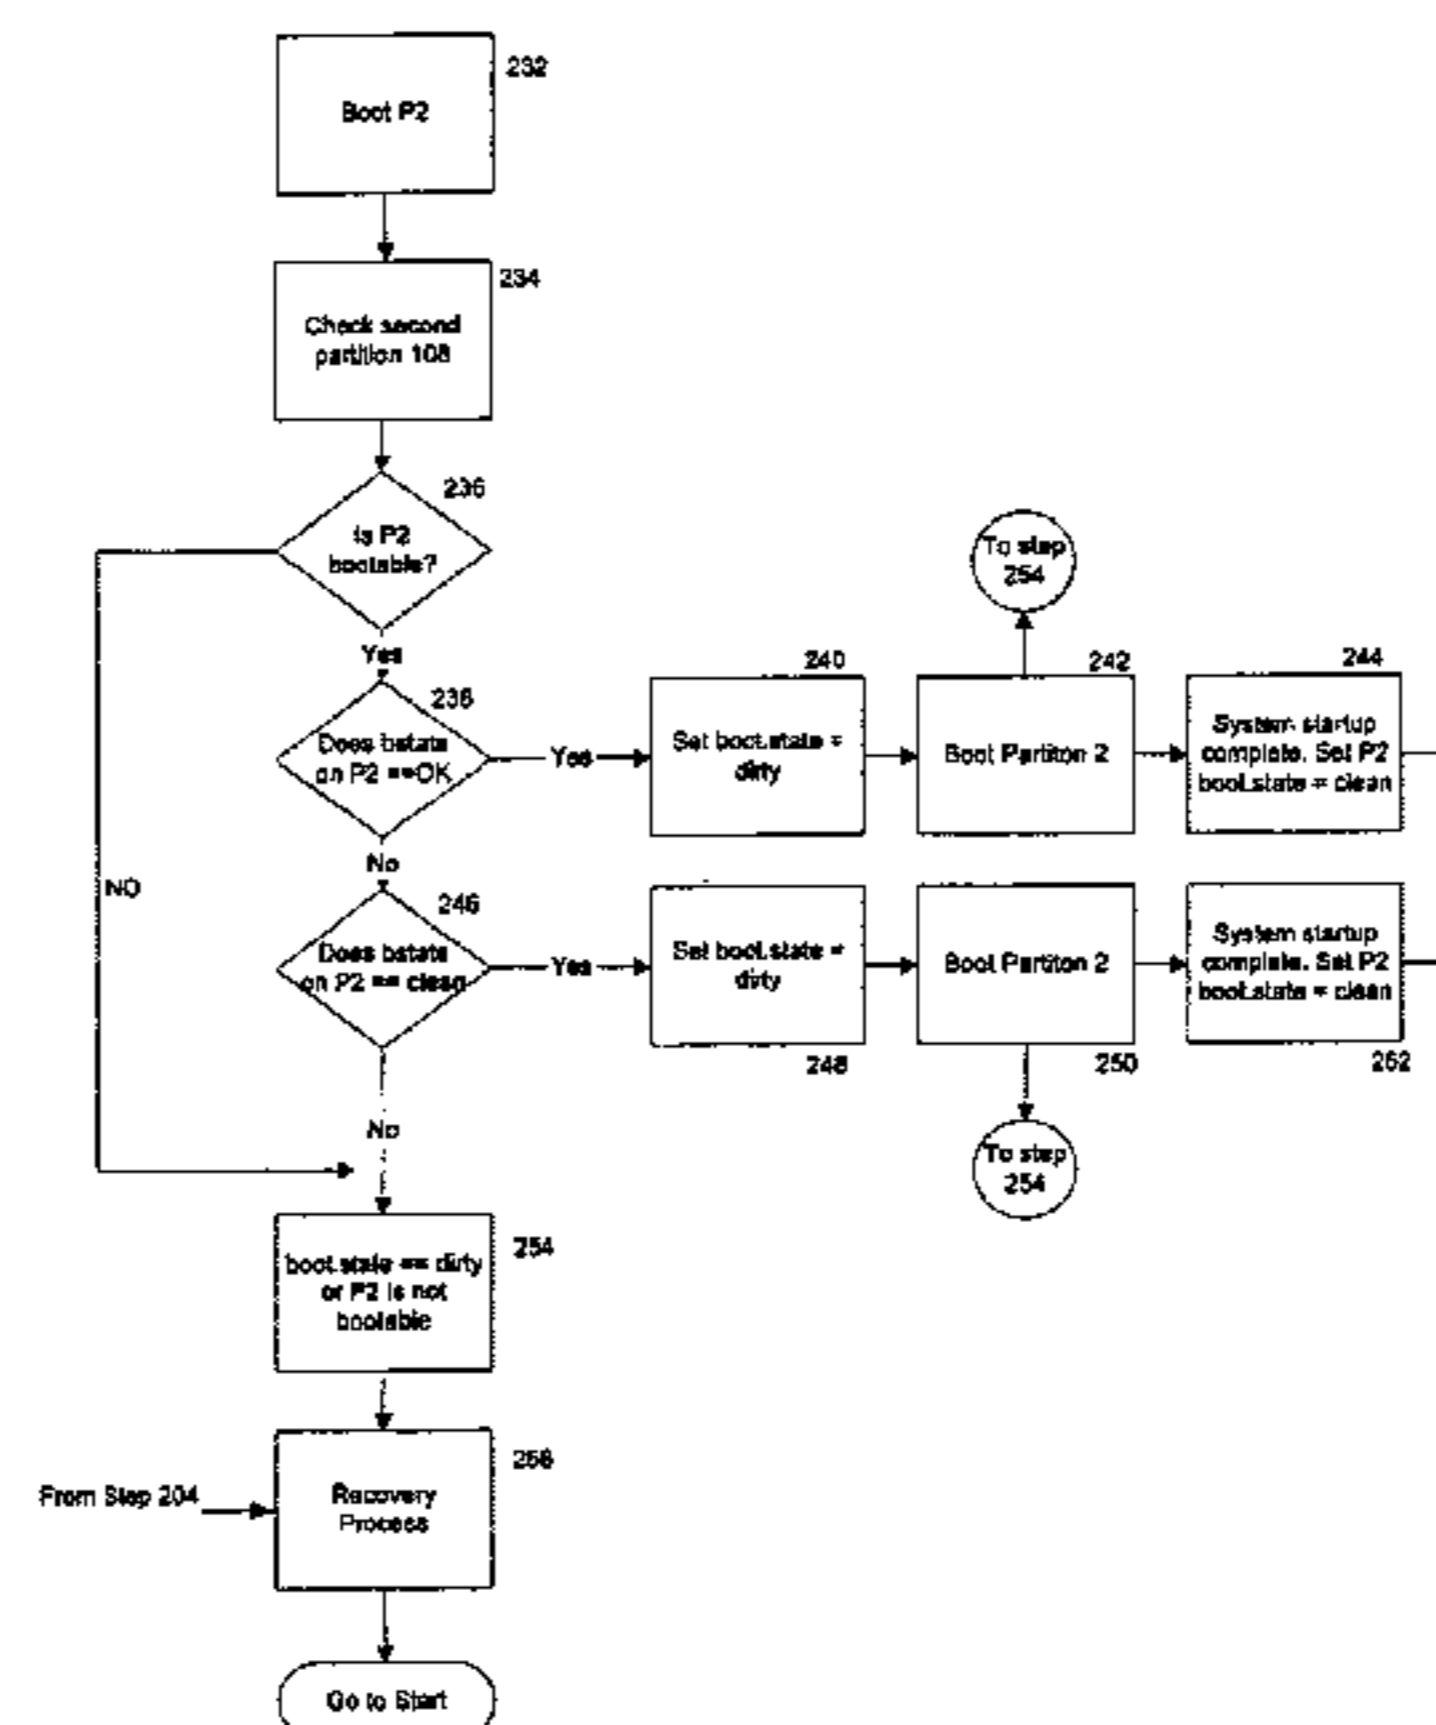 232
Boot P2
234
Check second
partition 108
236
Is P2
bootable?
Yes
238
Does bstate
on P2 ==OK
Yes
240
Set boot.state =
dirty
242
Boot Partiton 2
To step
254
244
System startup
complete. Set P2
boot.state = clean
No
NO
246
Does bstate
on P2 == clean
Yes
Set boot.state =
dirty
248
Boot Partiton 2
250
To step
254
System startup
complete. Set P2
boot.state = clean
252
No
254
boot.state == dirty
or P2 is not
bootable
From Step 204
256
Recovery
Process
Go to Start